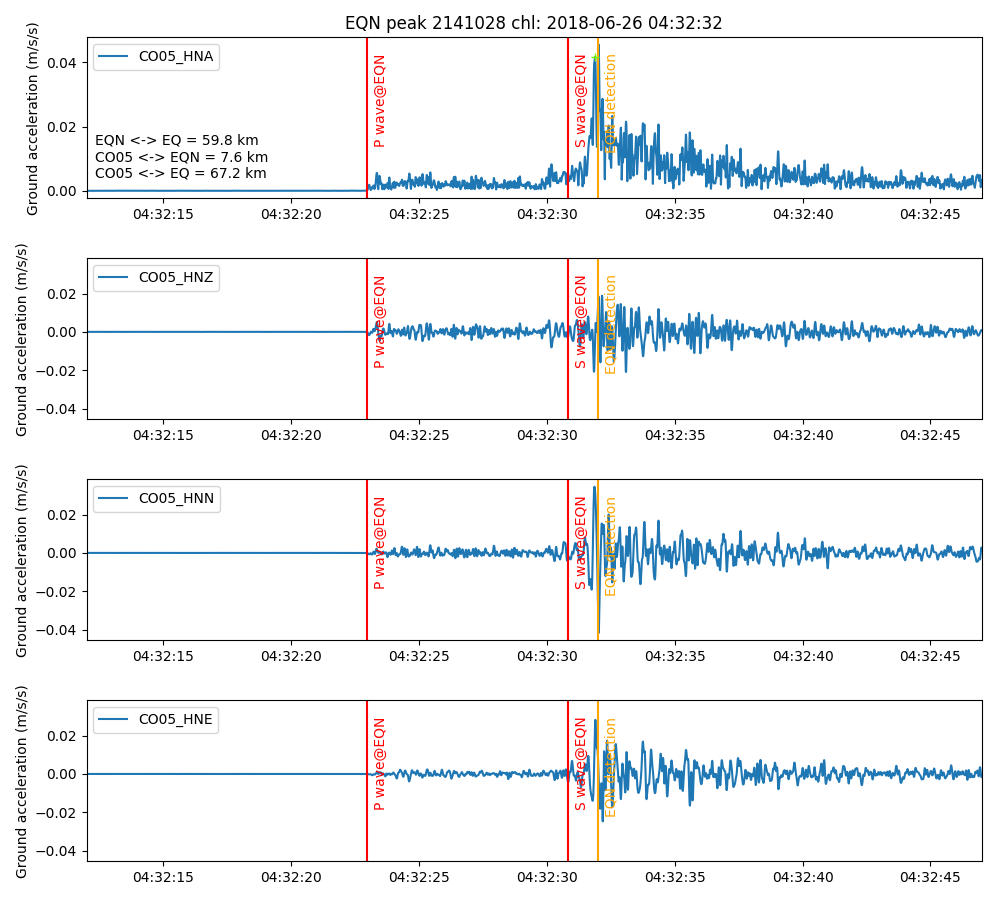 EQN peak 2141028 chl: 2018-06-26 04:32:32
Ground acceleration (m/s/s)
0.04
0.02
0.00
CO05_HNA
EQN <-> EQ = 59.8 km
CO05 <-> EQN = 7.6 km
CO05 <-> EQ = 67.2 km
P wave@EQN
S wave@EQN
EQN detection
04:32:15 04:32:20 04:32:25 04:32:30 04:32:35 04:32:40 04:32:45
Ground acceleration (m/s/s)
0.02
0.00
−0.02
−0.04
CO05_HNZ
P wave@EQN
S wave@EQN
EQN detection
04:32:15 04:32:20 04:32:25 04:32:30 04:32:35 04:32:40 04:32:45
Ground acceleration (m/s/s)
0.02
0.00
−0.02
−0.04
CO05_HNN
P wave@EQN
S wave@EQN
EQN detection
04:32:15 04:32:20 04:32:25 04:32:30 04:32:35 04:32:40 04:32:45
Ground acceleration (m/s/s)
0.02
0.00
−0.02
−0.04
CO05_HNE
P wave@EQN
S wave@EQN
EQN detection
04:32:15 04:32:20 04:32:25 04:32:30 04:32:35 04:32:40 04:32:45